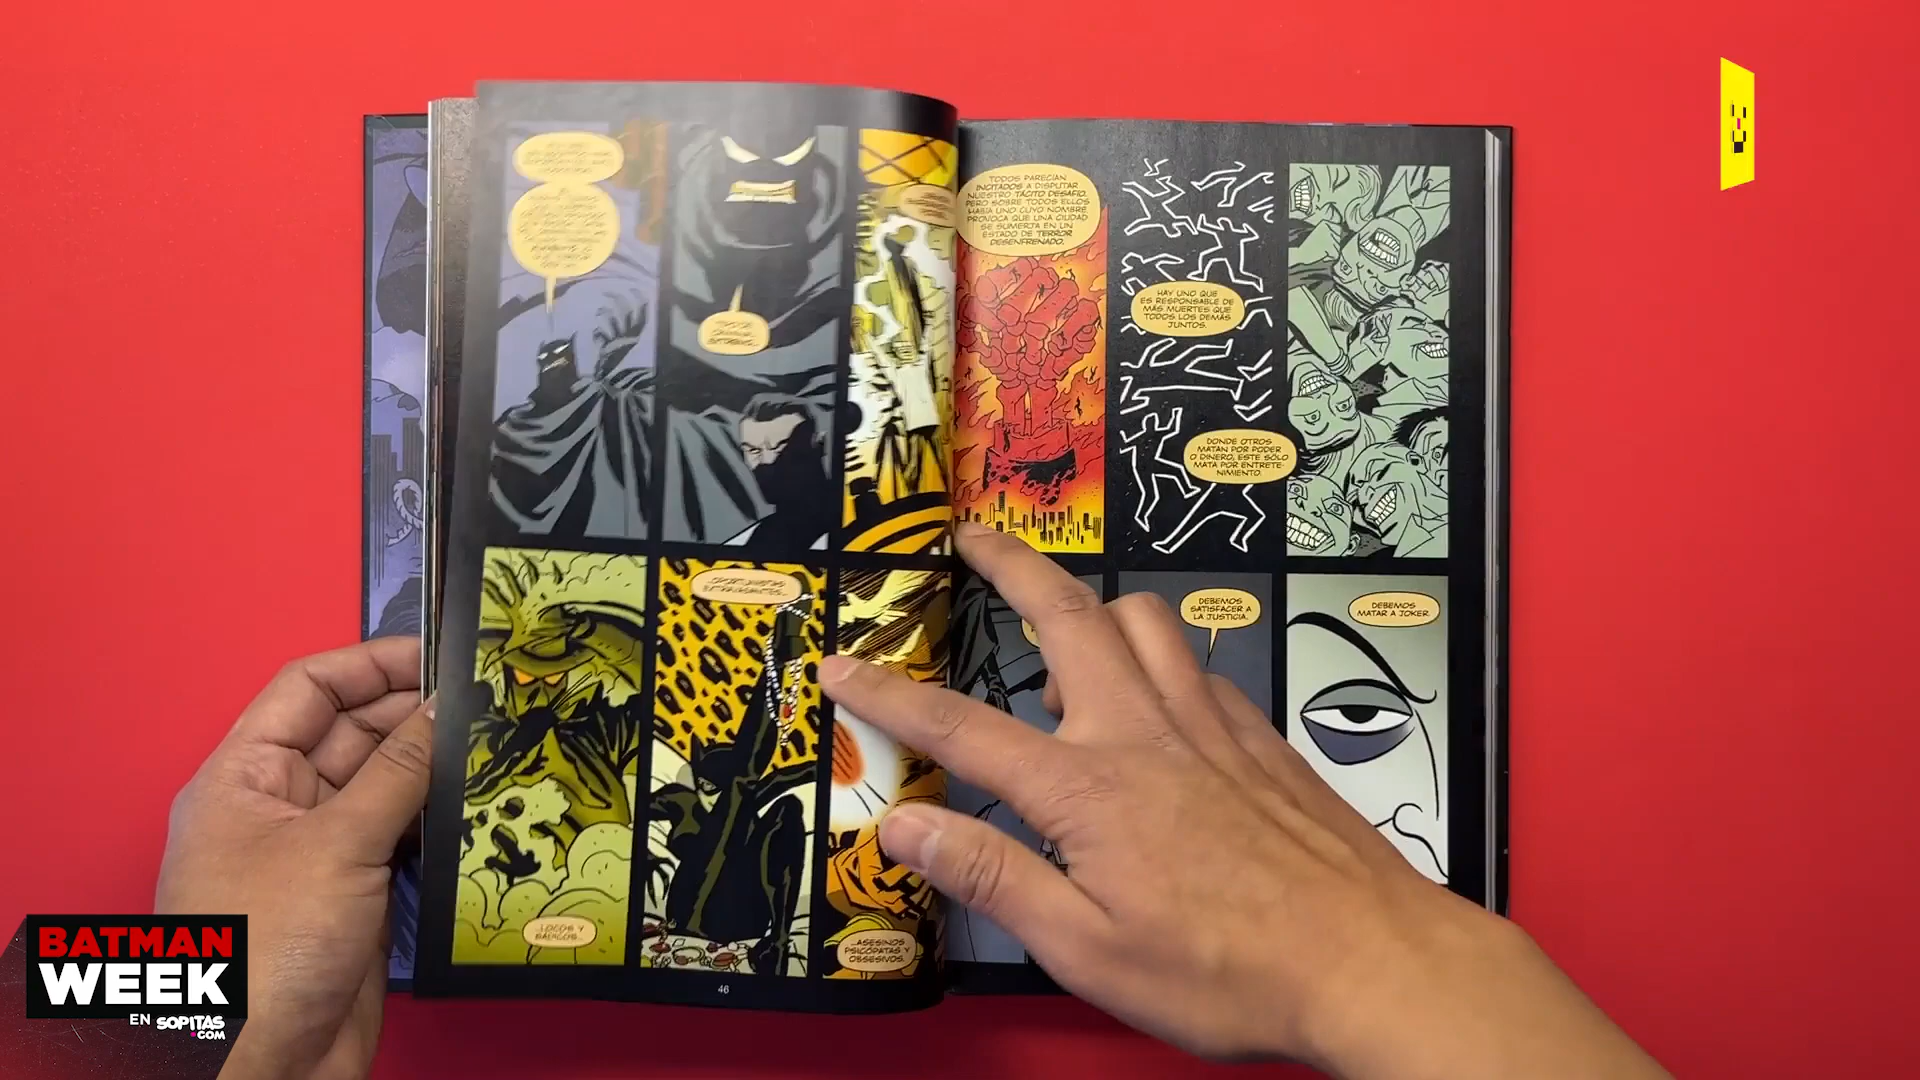 TODOS PARECÍAN
INCITADOS A DISPUTAR
NUESTRO TÁCITO DESAFÍO.
PERO SOBRE TODOS ELLOS
HABÍA UNO CUYO NOMBRE
PROVOCA QUE UNA CIUDAD
SE SUMERJA EN UN
ESTADO DE TERROR
DESENFRENADO.
HAY UNO QUE
ES RESPONSABLE DE
MÁS MUERTES QUE
TODOS LOS DEMÁS
JUNTOS.
DONDE OTROS
MATAN POR PODER
O DINERO, ESTE SÓLO
MATA POR ENTRETE-
NIMIENTO.
...OPORTUNISTAS
EXTRAVAGANTES...
...LOCOS Y
SÁDICOS...
...ASESINOS
PSICÓPATAS Y
OBSESIVOS.
46
DEBEMOS
SATISFACER A
LA JUSTICIA.
DEBEMOS
MATAR A JOKER.
BATMAN
WEEK
EN SOPITAS
.COM